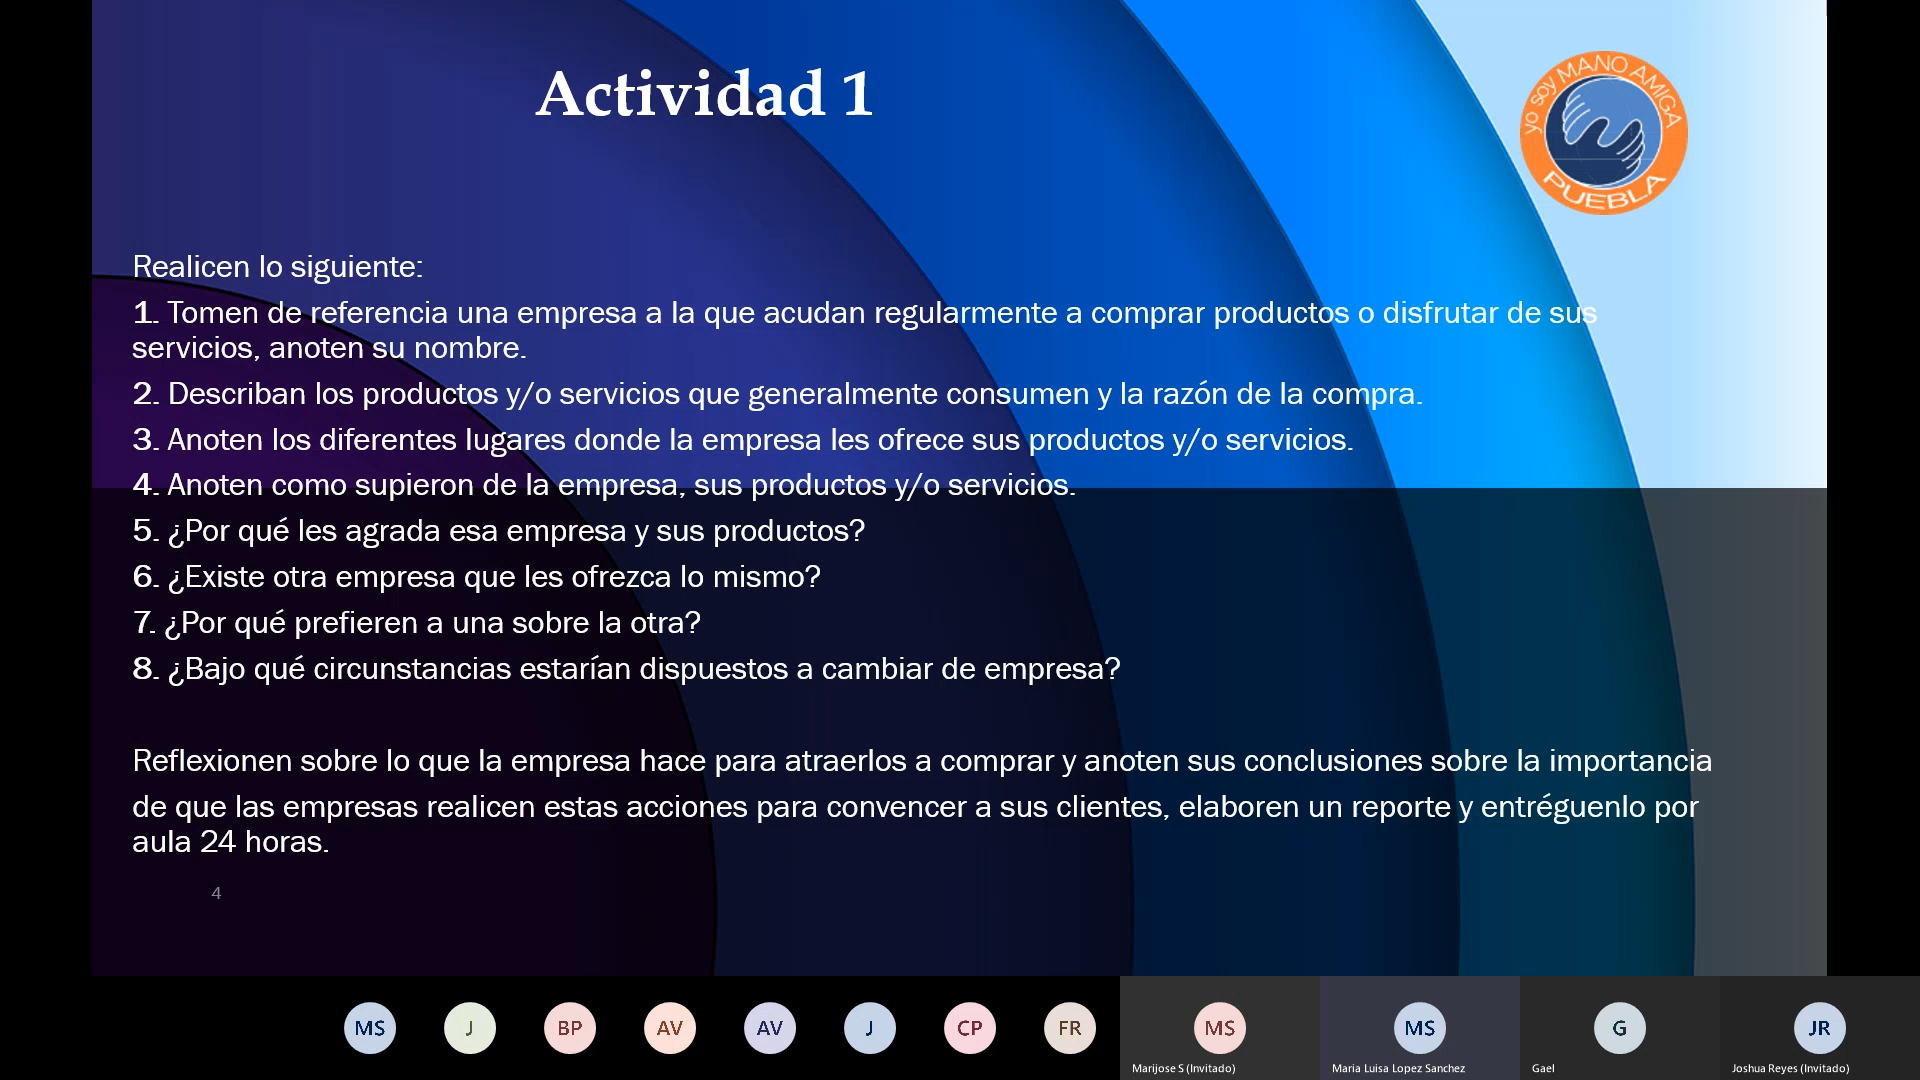 Actividad 1
yo soy MANO AMIGA
PUEBLA
Realicen lo siguiente:
1. Tomen de referencia una empresa a la que acudan regularmente a comprar productos o disfrutar de sus
servicios, anoten su nombre.
2. Describan los productos y/o servicios que generalmente consumen y la razón de la compra.
3. Anoten los diferentes lugares donde la empresa les ofrece sus productos y/o servicios.
4. Anoten como supieron de la empresa, sus productos y/o servicios.
5. ¿Por qué les agrada esa empresa y sus productos?
6. ¿Existe otra empresa que les ofrezca lo mismo?
7. ¿Por qué prefieren a una sobre la otra?
8. ¿Bajo qué circunstancias estarían dispuestos a cambiar de empresa?
Reflexionen sobre lo que la empresa hace para atraerlos a comprar y anoten sus conclusiones sobre la importancia
de que las empresas realicen estas acciones para convencer a sus clientes, elaboren un reporte y entréguenlo por
aula 24 horas.
4
MS J BP AV AV J CP FR MS MS G JR
Marijose S (Invitado) Maria Luisa Lopez Sanchez Gael Joshua Reyes (Invitado)